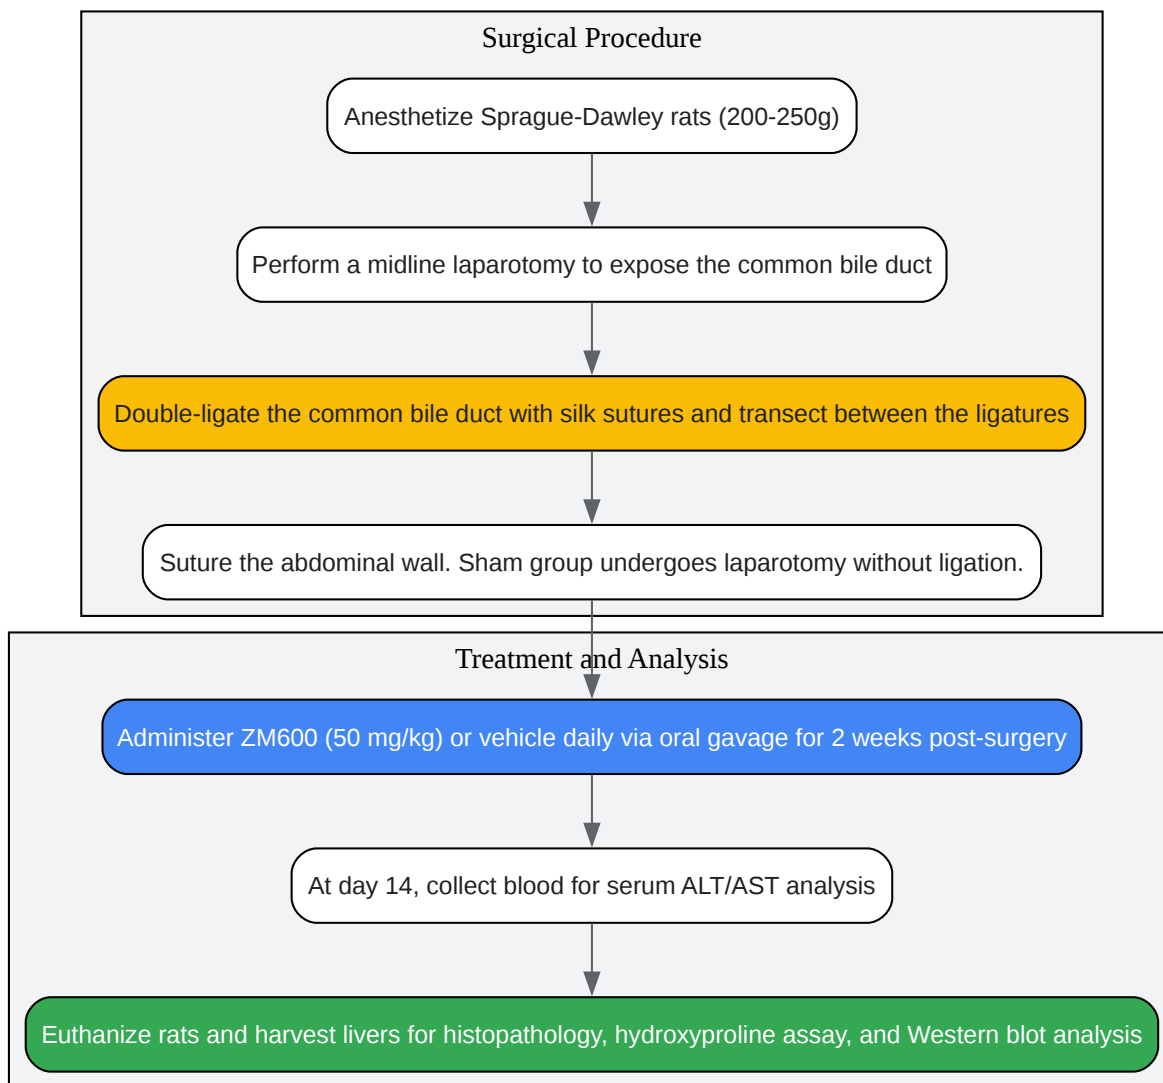 Surgical Procedure
Anesthetize Sprague-Dawley rats (200-250g)
Perform a midline laparotomy to expose the common bile duct
Double-ligate the common bile duct with silk sutures and transect between the ligatures
Suture the abdominal wall. Sham group undergoes laparotomy without ligation.
Treatment and Analysis
Administer ZM600 (50 mg/kg) or vehicle daily via oral gavage for 2 weeks post-surgery
At day 14, collect blood for serum ALT/AST analysis
Euthanize rats and harvest livers for histopathology, hydroxyproline assay, and Western blot analysis